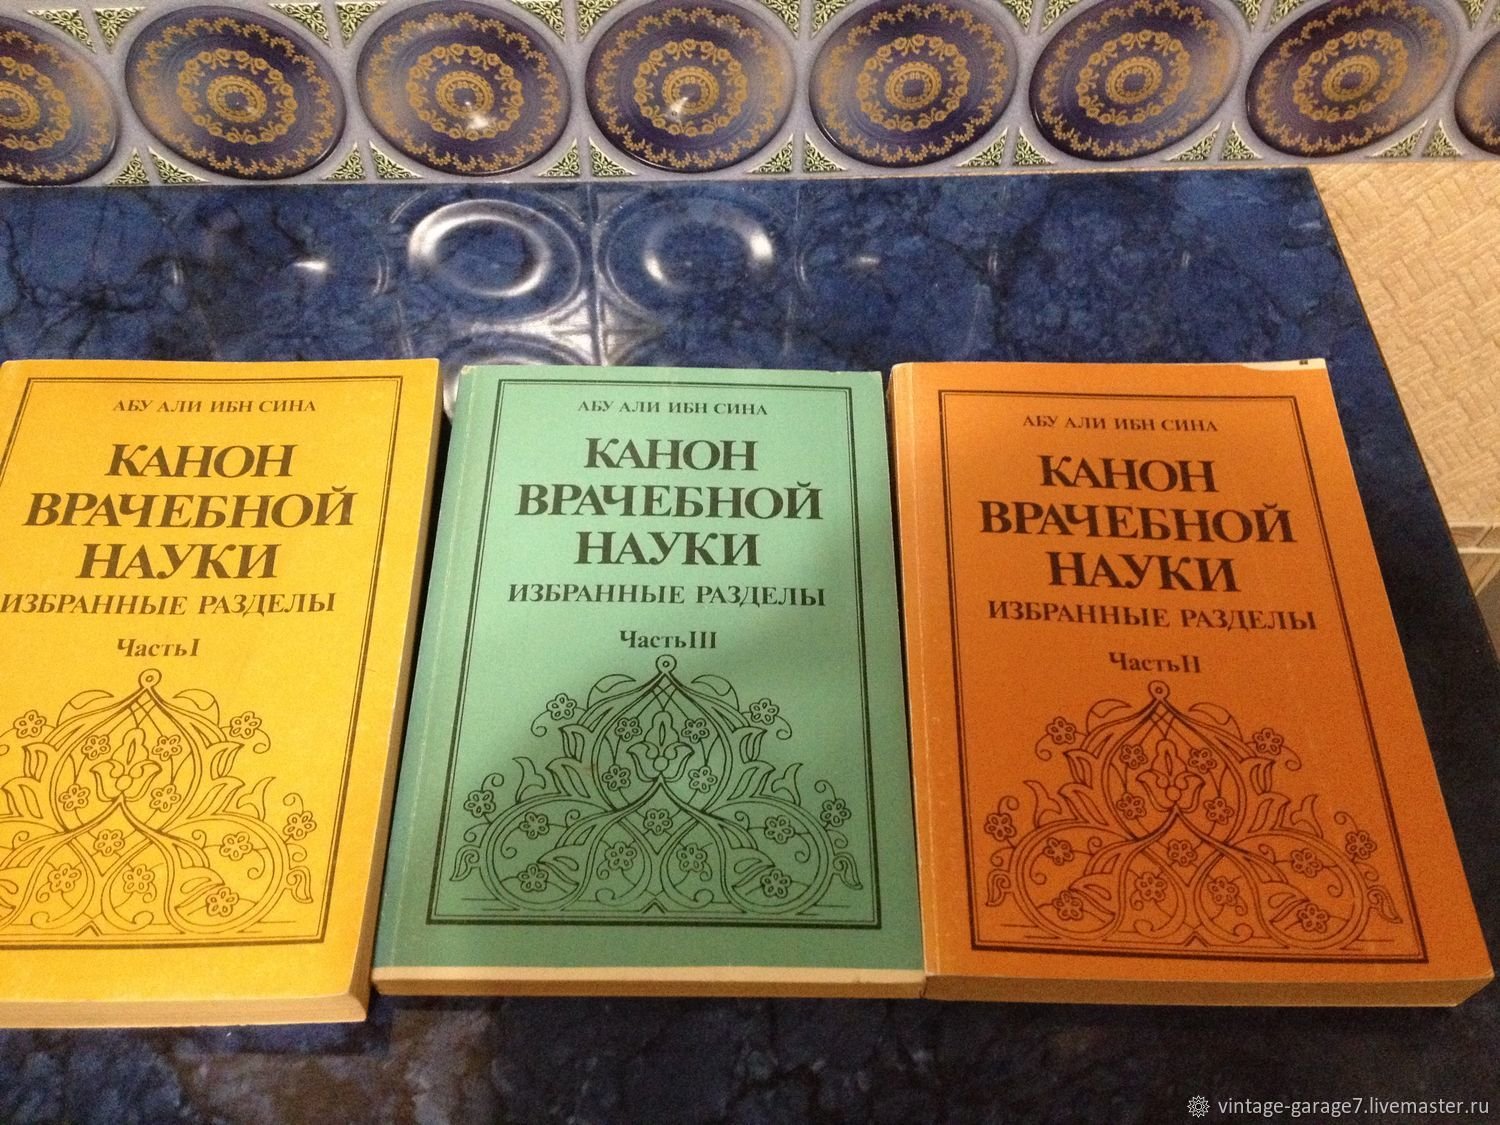 АБУ АЛИ ИБН СИНА
КАНОН
ВРАЧЕБНОЙ
НАУКИ
ИЗБРАННЫЕ РАЗДЕЛЫ
Часть I
АБУ АЛИ ИБН СИНА
КАНОН
ВРАЧЕБНОЙ
НАУКИ
ИЗБРАННЫЕ РАЗДЕЛЫ
Часть III
АБУ АЛИ ИБН СИНА
КАНОН
ВРАЧЕБНОЙ
НАУКИ
ИЗБРАННЫЕ РАЗДЕЛЫ
Часть II
vintage-garage7.livemaster.ru